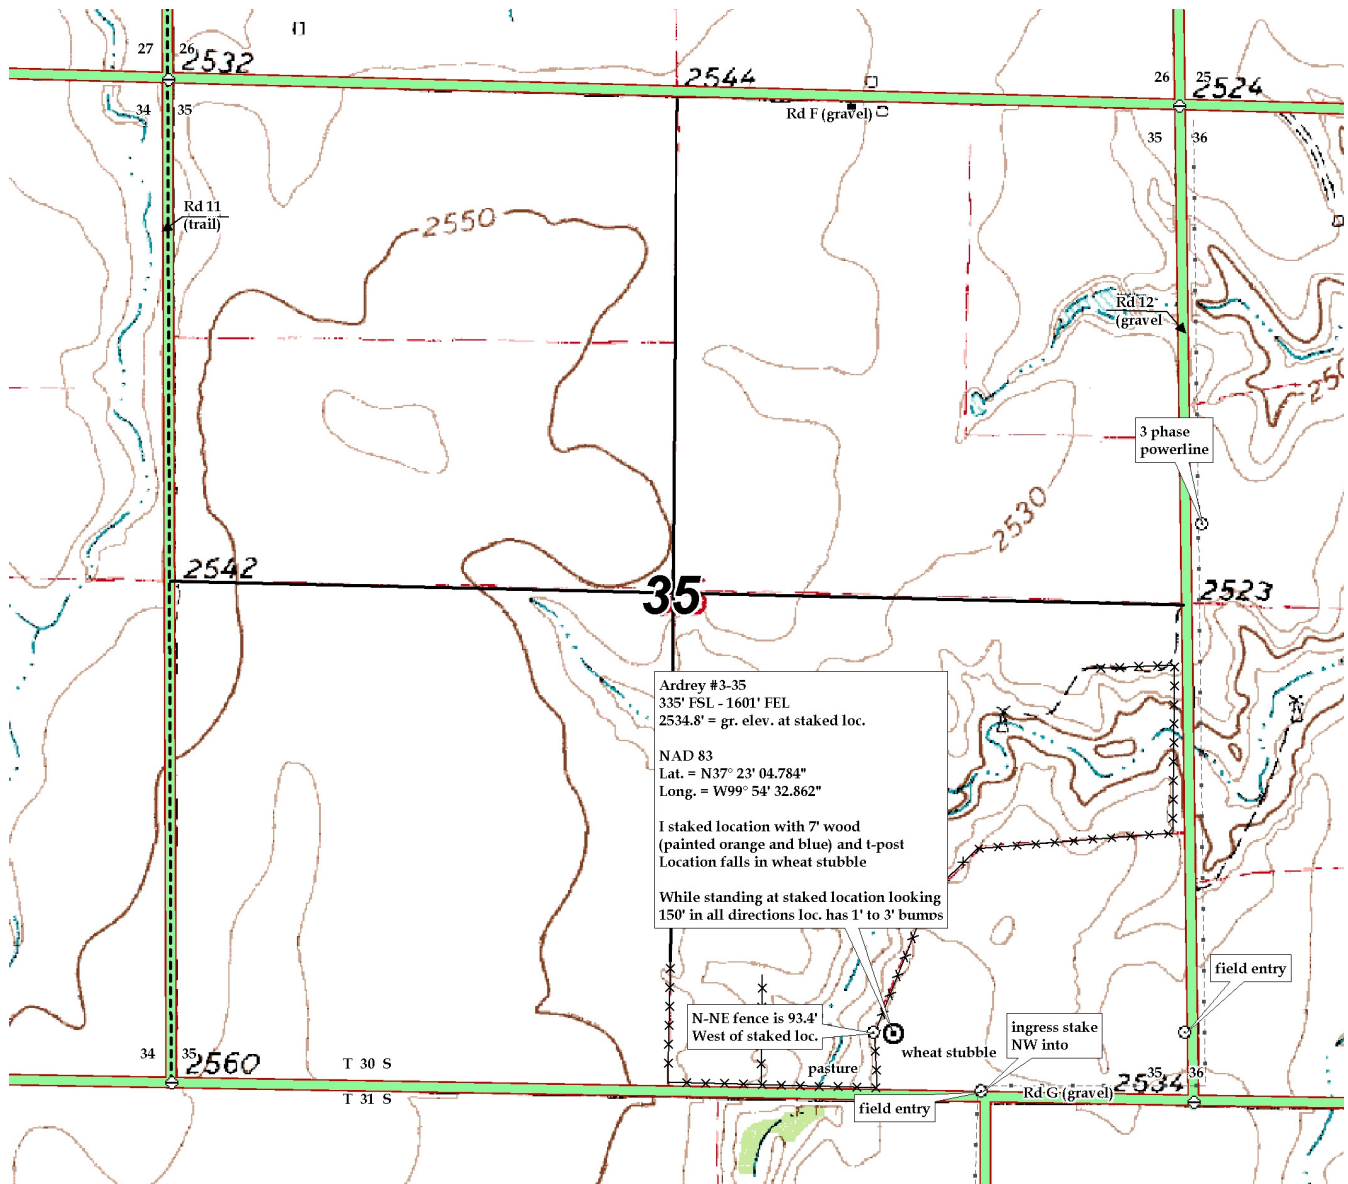 27
26
2532
2544
26
25
2524
34
35
Rd F (gravel)
35
36
Rd 11
(trail)
2550
Rd 12
(gravel
250
3 phase
powerline
2530
2542
35
2523
Ardrey #3-35
335' FSL - 1601' FEL
2534.8' = gr. elev. at staked loc.
NAD 83
Lat. = N37° 23' 04.784"
Long. = W99° 54' 32.862"
I staked location with 7' wood
(painted orange and blue) and t-post
Location falls in wheat stubble
While standing at staked location looking
150' in all directions loc. has 1' to 3' bumps
field entry
N-NE fence is 93.4'
West of staked loc.
ingress stake
NW into
wheat stubble
34
35
2560
T 30 S
pasture
35
36
2534
T 31 S
Rd G (gravel)
field entry